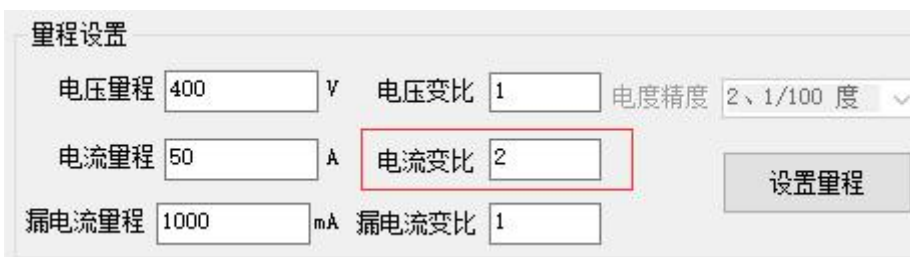 量程设置
电压量程 400 V 电压变比 1 电度精度 2、1/100 度
电流量程 50 A 电流变比 2
设置量程
漏电流量程 1000 mA 漏电流变比 1